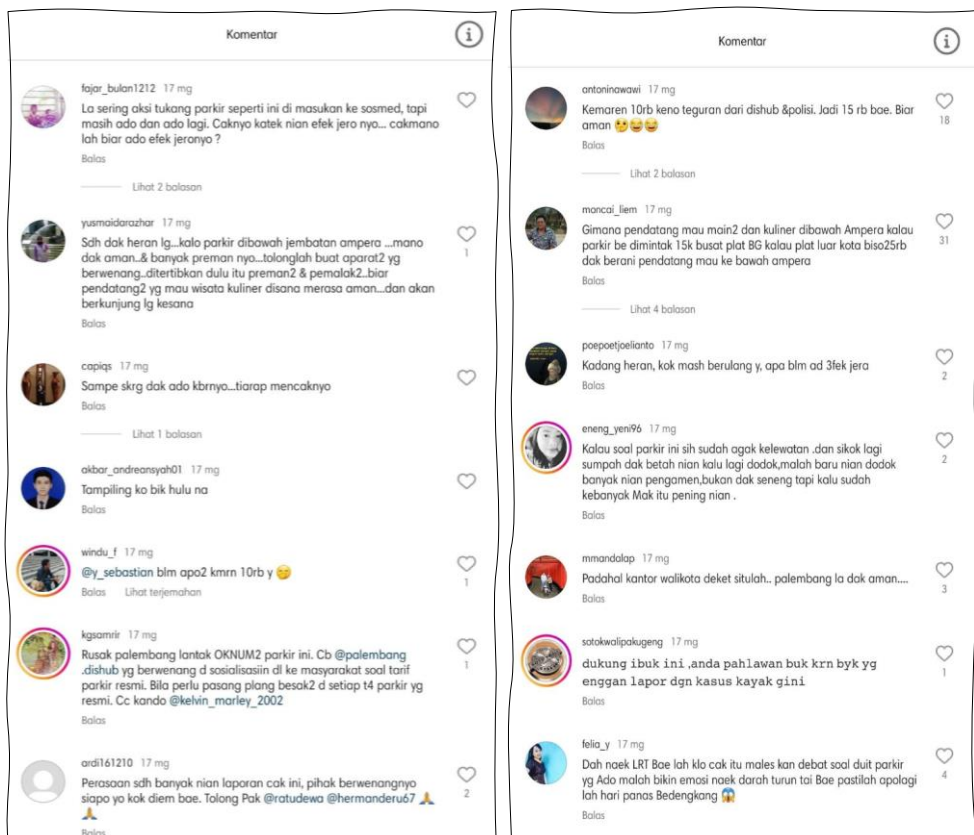 Komentar
fajar_bulan1212 17 mg
La sering aksi tukang parkir seperti ini di masukan ke sosmed, tapi
masih ado dan ado lagi. Caknyo katek nian efek jero nyo... cakmano
lah biar ado efek jeronyo ?
Balas
Lihat 2 balasan
yusmaidarazhar 17 mg
Sdh dak heran lg...kalo parkir dibawah jembatan ampera ...mano
dak aman..& banyak preman nyo...tolonglah buat aparat2 yg
berwenang..ditertibkan dulu itu preman2 & pemalak2..biar
pendatang2 yg mau wisata kuliner disana merasa aman...dan akan
berkunjung lg kesana
Balas
1
capiqs 17 mg
Sampe skrg dak ado kbrnyo...tiarap mencaknyo
Balas
Lihat 1 balasan
akbar_andreansyah01 17 mg
Tampiling ko bik hulu na
Balas
windu_f 17 mg
@y_sebastian blm apo2 kmrn 10rb y 🤭
Balas Lihat terjemahan
1
kgsamrir 17 mg
Rusak palembang lantak OKNUM2 parkir ini. Cb @palembang
.dishub yg berwenang d sosialisasiin dl ke masyarakat soal tarif
parkir resmi. Bila perlu pasang plang besak2 d setiap t4 parkir yg
resmi. Cc kando @kelvin_marley_2002
Balas
1
ardi161210 17 mg
Perasaan sdh banyak nian laporan cak ini, pihak berwenangnyo
siapo yo kok diem bae. Tolong Pak @ratudewa @hermanderu67 🙏
🙏
Balas
2
Komentar
antoninawawi 17 mg
Kemaren 10rb keno teguran dari dishub &polisi. Jadi 15 rb bae. Biar
aman 🤔😂😂
Balas
18
Lihat 2 balasan
mancai_liem 17 mg
Gimana pendatang mau main2 dan kuliner dibawah Ampera kalau
parkir be dimintak 15k busat plat BG kalau plat luar kota biso25rb
dak berani pendatang mau ke bawah ampera
Balas
31
Lihat 4 balasan
poepoetjoelianto 17 mg
Kadang heran, kok mash berulang y, apa blm ad 3fek jera
Balas
2
eneng_yeni96 17 mg
Kalau soal parkir ini sih sudah agak kelewatan .dan sikok lagi
sumpah dak betah nian kalu lagi dodok,malah baru nian dodok
banyak nian pengamen,bukan dak seneng tapi kalu sudah
kebanyak Mak itu pening nian .
Balas
2
mmandalap 17 mg
Padahal kantor walikota deket situlah.. palembang la dak aman....
Balas
3
sotokwalipakugeng 17 mg
dukung ibuk ini ,anda pahlawan buk krn byk yg
enggan lapor dgn kasus kayak gini
Balas
1
felia_y 17 mg
Dah naek LRT Bae lah klo cak itu males kan debat soal duit parkir
yg Ado malah bikin emosi naek darah turun tai Bae pastilah apolagi
lah hari panas Bedengkang 😱
Balas
4